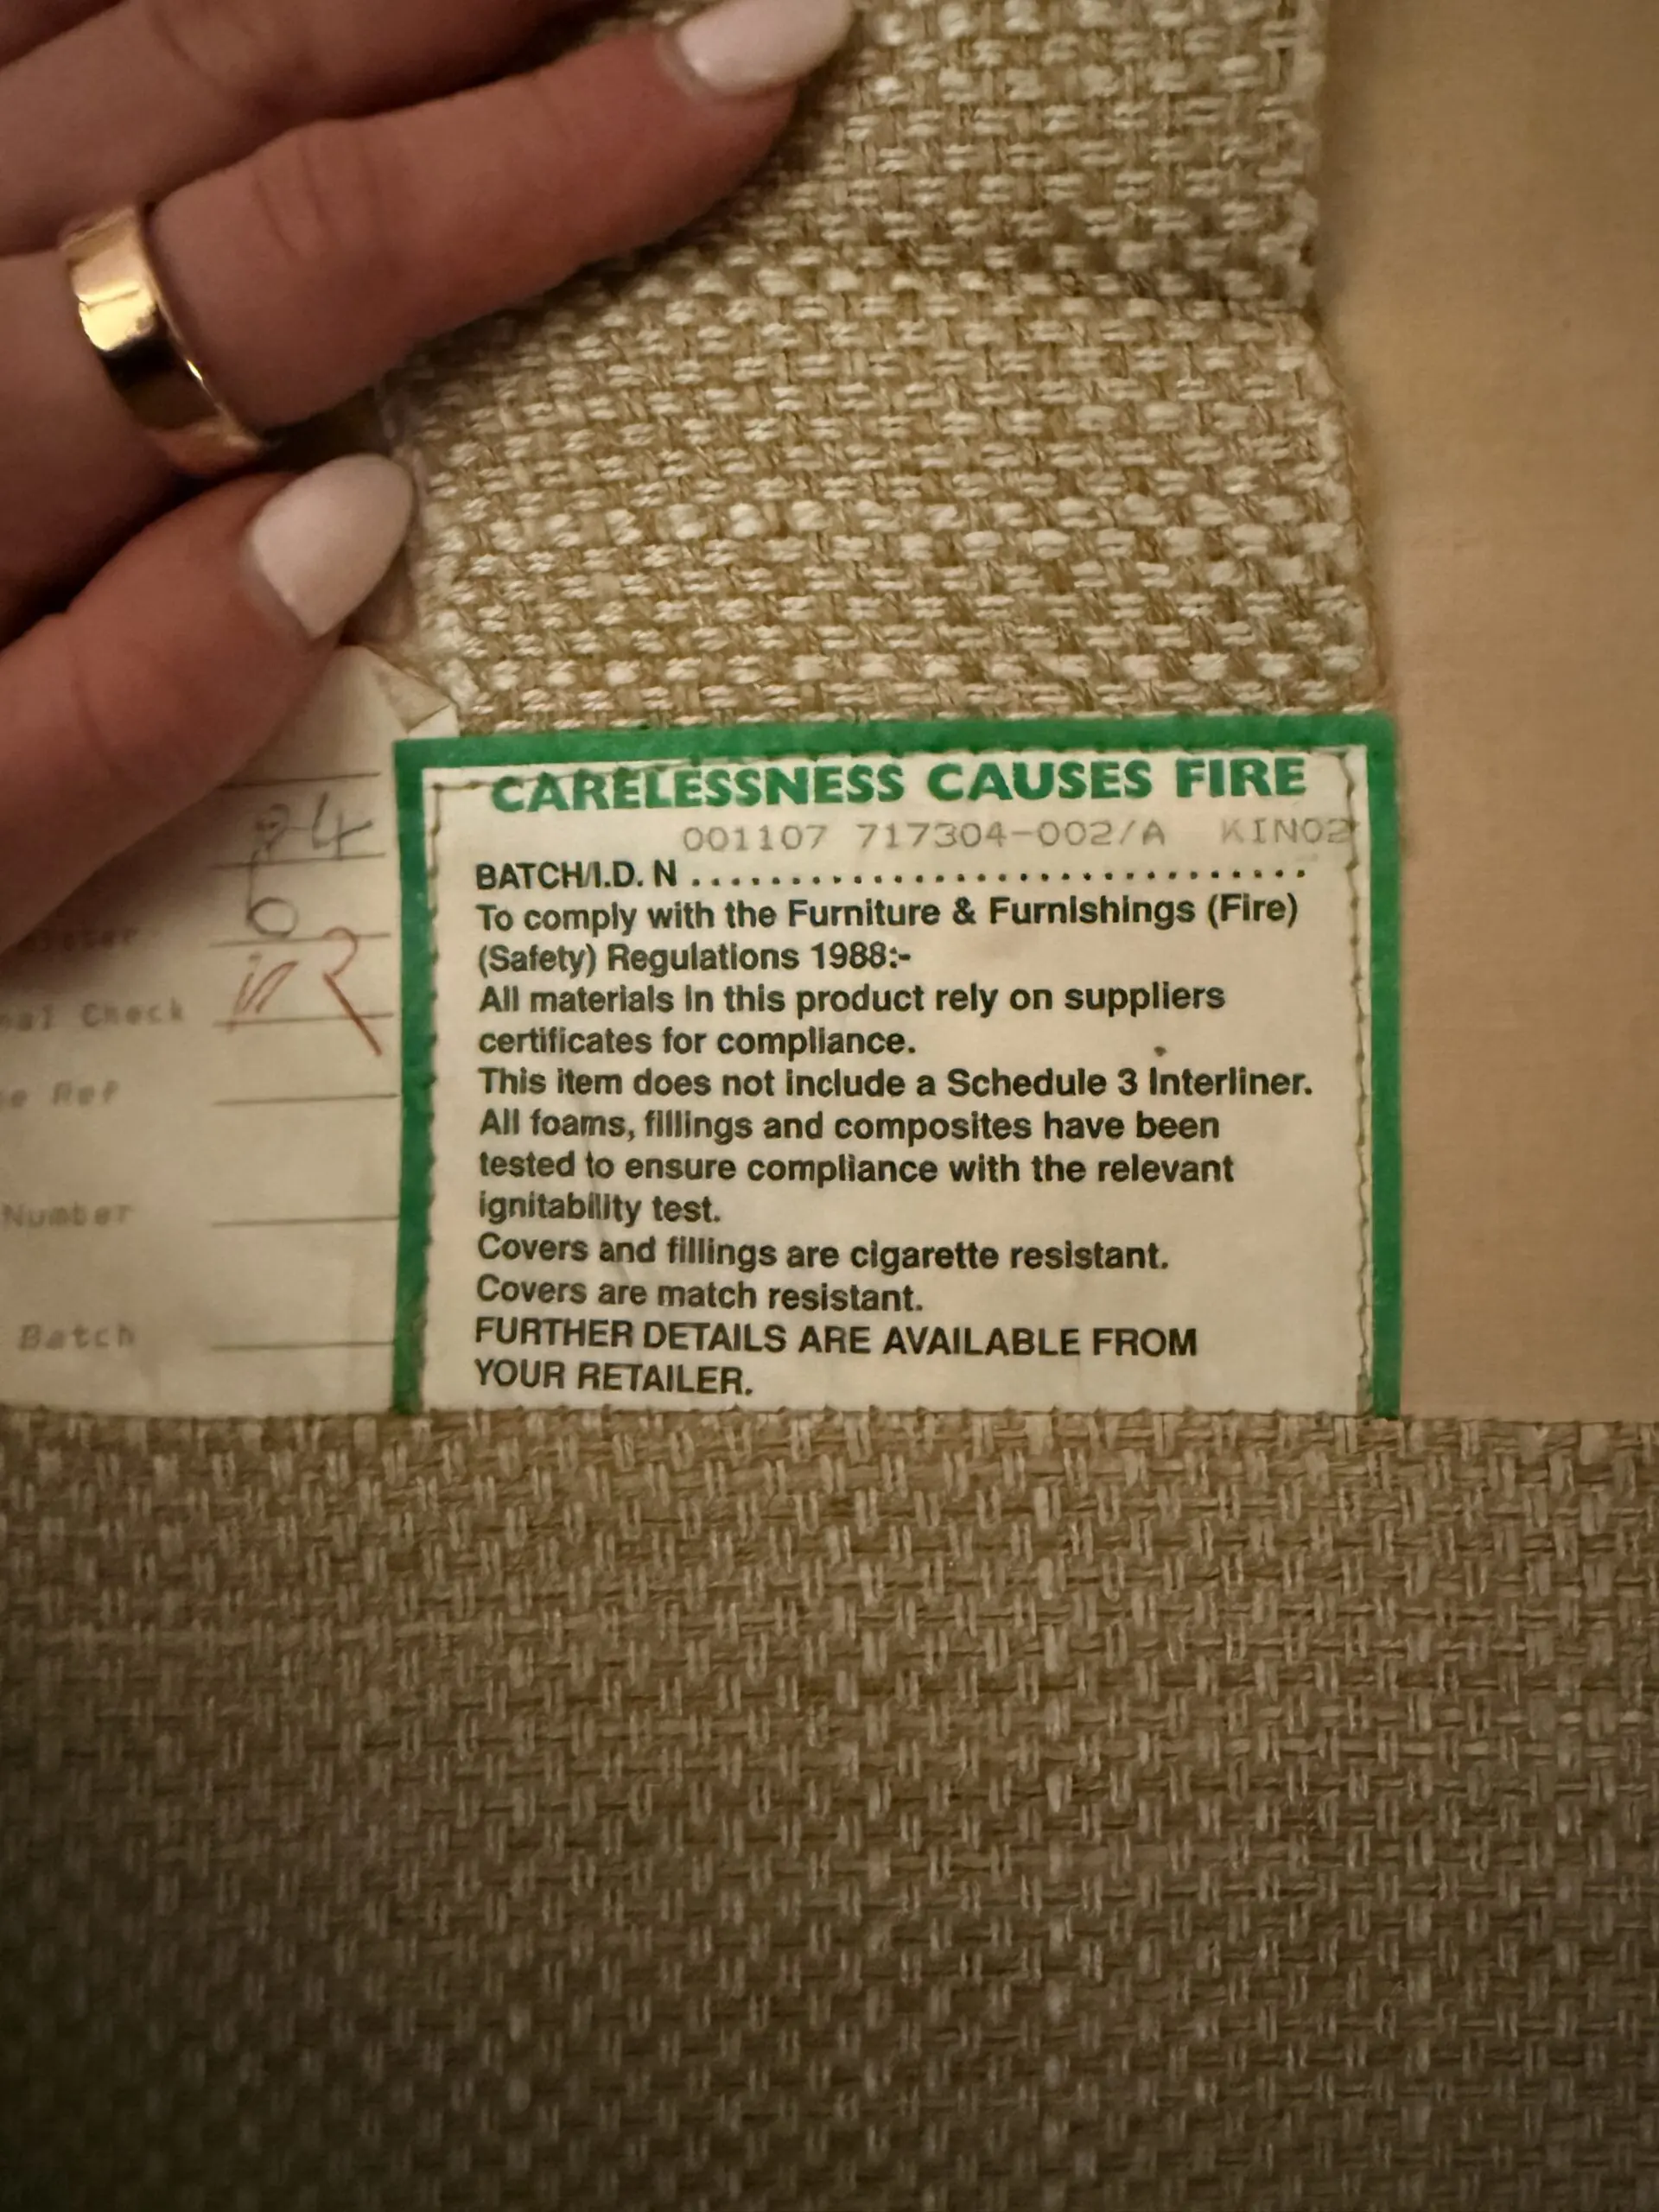 CARELESSNESS CAUSES FIRE
001107 717304-002/A KIN02
BATCH/I.D. N ................................
To comply with the Furniture & Furnishings (Fire)
(Safety) Regulations 1988:-
All materials in this product rely on suppliers
certificates for compliance.
This item does not include a Schedule 3 Interliner.
All foams, fillings and composites have been
tested to ensure compliance with the relevant
ignitability test.
Covers and fillings are cigarette resistant.
Covers are match resistant.
FURTHER DETAILS ARE AVAILABLE FROM
YOUR RETAILER.
Check
Ref
Number
Batch